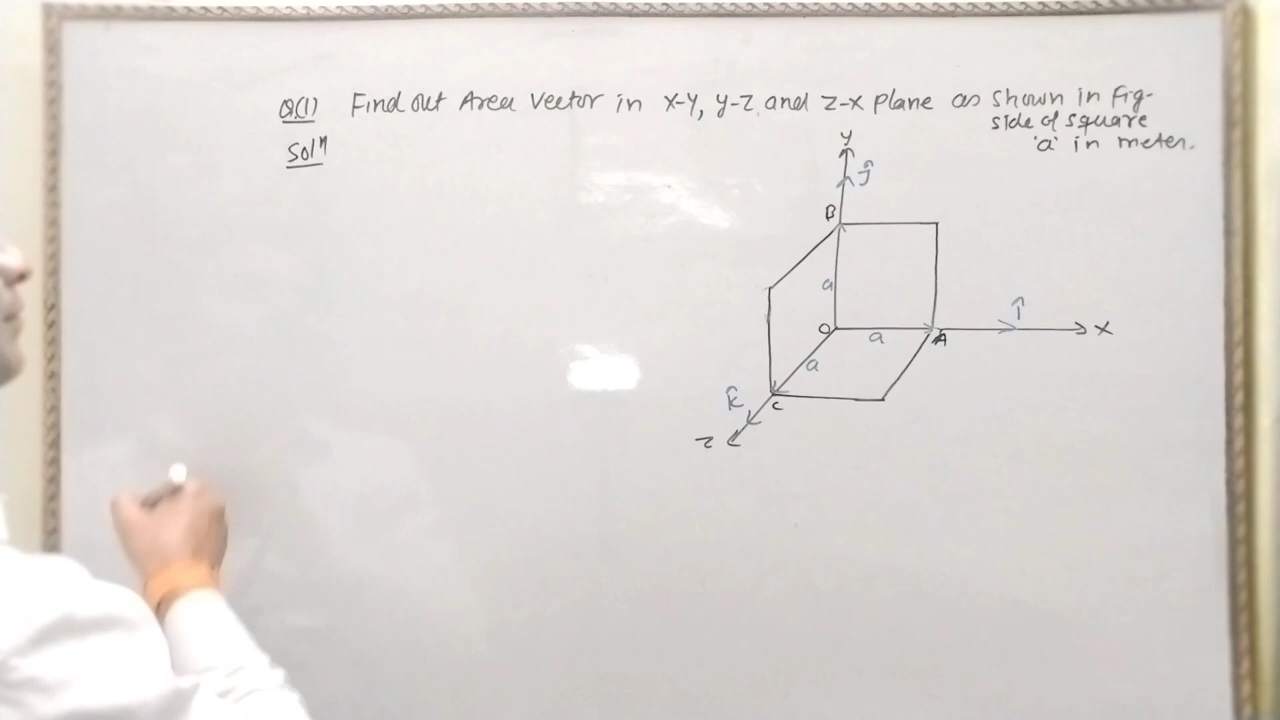 Q.(1) Find out Area Vector in X-Y, Y-Z and Z-X plane as shown in fig-
side of square
'a' in meter.
Solⁿ
y
ĵ
B
a
O
a
A
î
X
a
k̂
C
Z